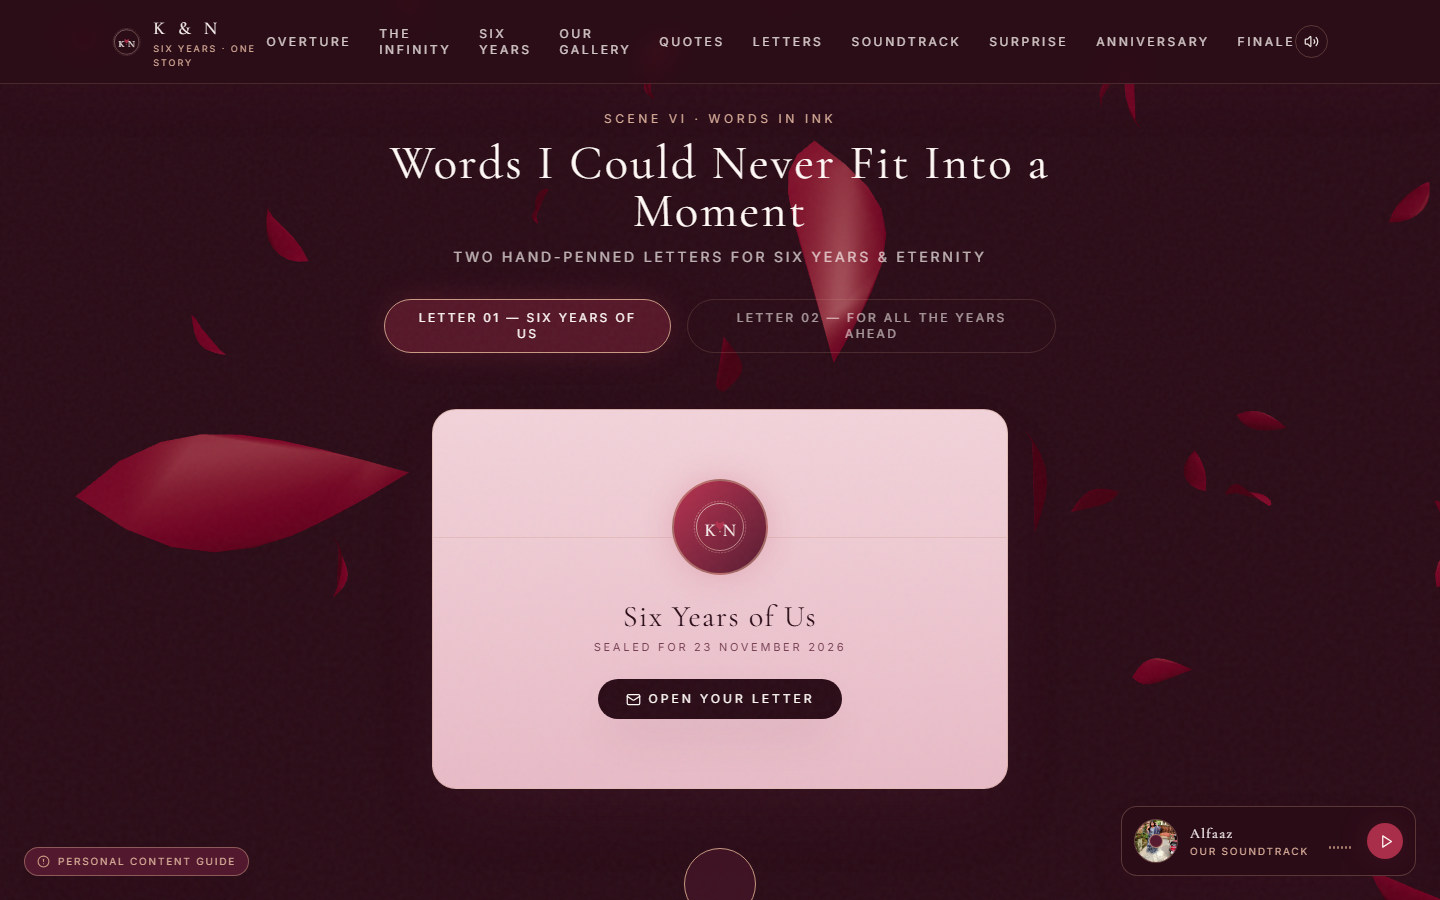 K & N
SIX YEARS · ONE
STORY
OVERTURE
THE
INFINITY
SIX
YEARS
OUR
GALLERY
QUOTES
LETTERS
SOUNDTRACK
SURPRISE
ANNIVERSARY
FINALE
SCENE VI · WORDS IN INK
Words I Could Never Fit Into a
Moment
TWO HAND-PENNED LETTERS FOR SIX YEARS & ETERNITY
LETTER 01 — SIX YEARS OF
US
LETTER 02 — FOR ALL THE YEARS
AHEAD
K·N
Six Years of Us
SEALED FOR 23 NOVEMBER 2026
OPEN YOUR LETTER
Alfaaz
OUR SOUNDTRACK
PERSONAL CONTENT GUIDE